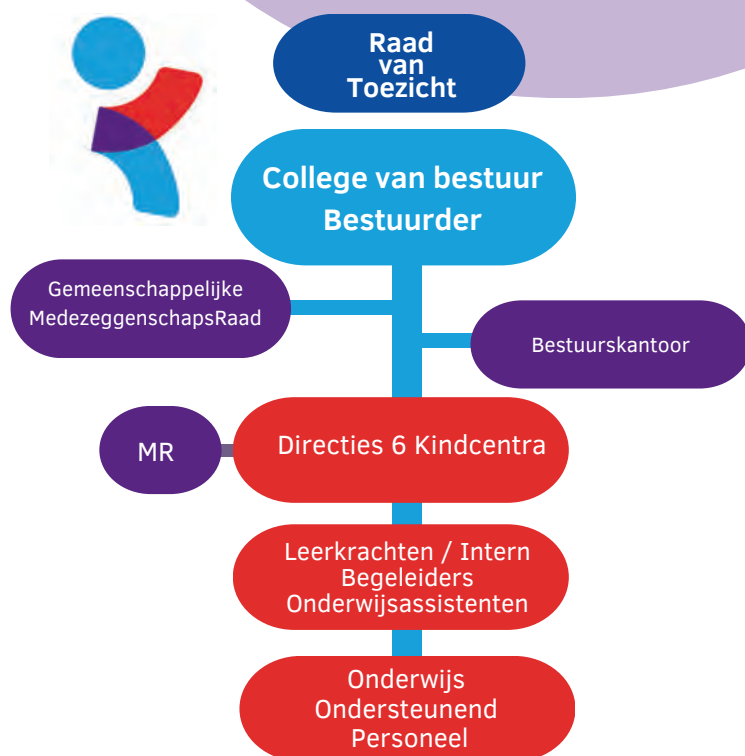 Raad
van
Toezicht
College van bestuur
Bestuurder
Gemeenschappelijke
MedezeggenschapsRaad
Bestuurskantoor
MR
Directies 6 Kindcentra
Leerkrachten / Intern
Begeleiders
Onderwijsassistenten
Onderwijs
Ondersteunend
Personeel